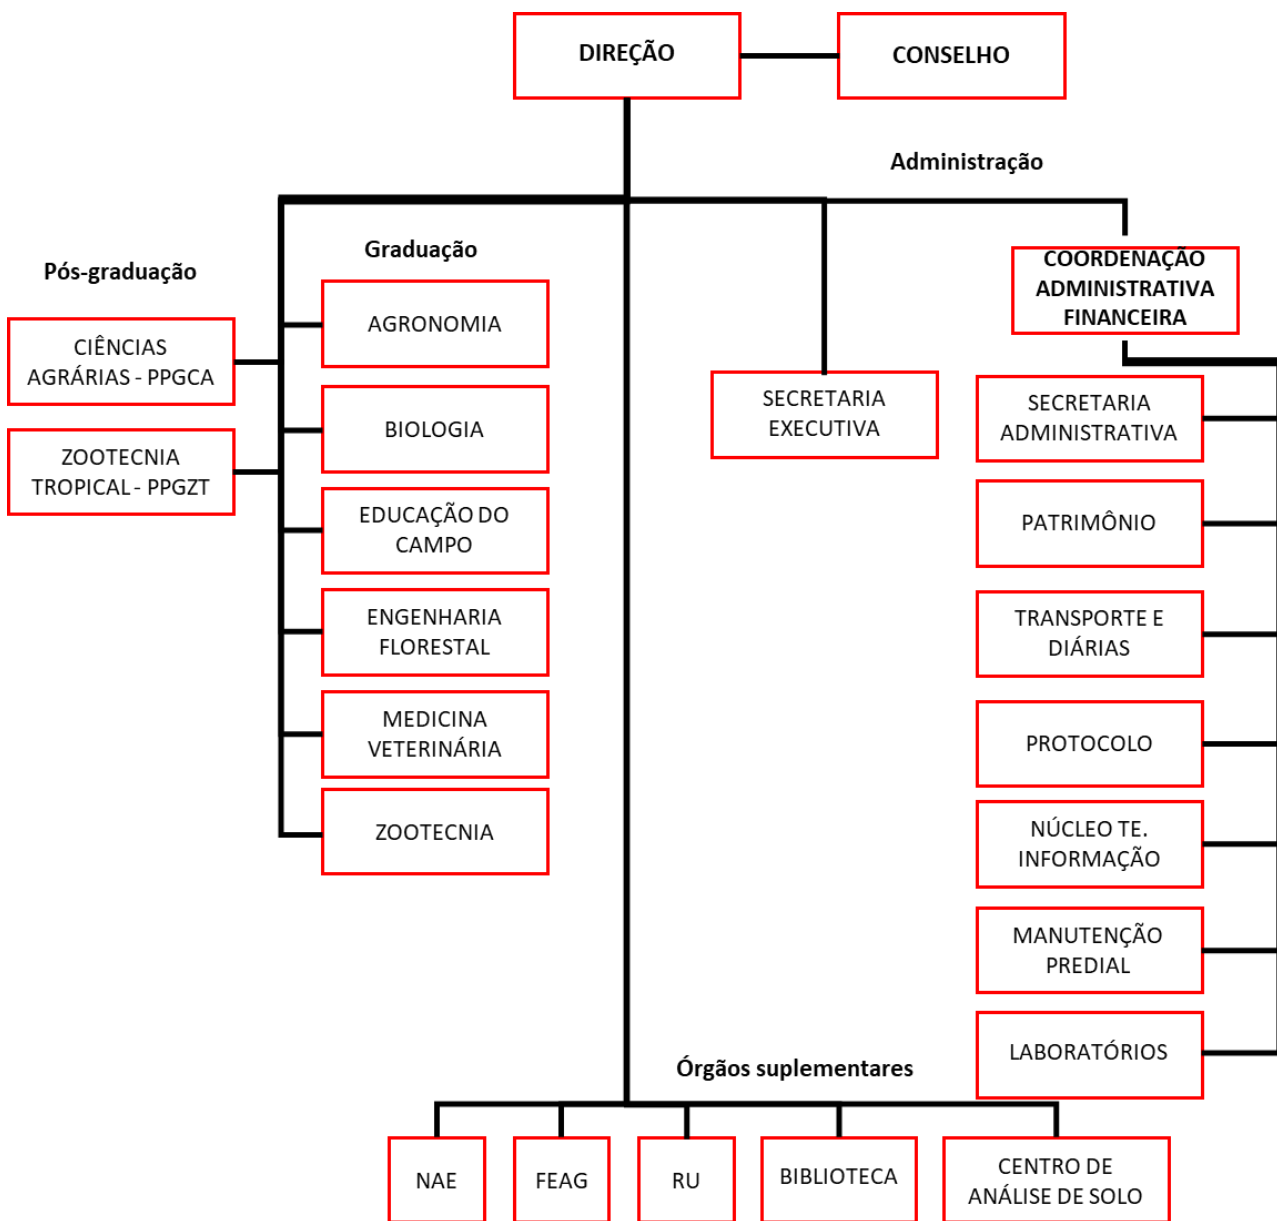 DIREÇÃO
CONSELHO
Administração
Pós-graduação
Graduação
CIÊNCIAS
AGRÁRIAS - PPGCA
ZOOTECNIA
TROPICAL - PPGZT
AGRONOMIA
BIOLOGIA
EDUCAÇÃO DO
CAMPO
ENGENHARIA
FLORESTAL
MEDICINA
VETERINÁRIA
ZOOTECNIA
SECRETARIA
EXECUTIVA
COORDENAÇÃO
ADMINISTRATIVA
FINANCEIRA
SECRETARIA
ADMINISTRATIVA
PATRIMÔNIO
TRANSPORTE E
DIÁRIAS
PROTOCOLO
NÚCLEO TE.
INFORMAÇÃO
MANUTENÇÃO
PREDIAL
LABORATÓRIOS
Órgãos suplementares
NAE
FEAG
RU
BIBLIOTECA
CENTRO DE
ANÁLISE DE SOLO